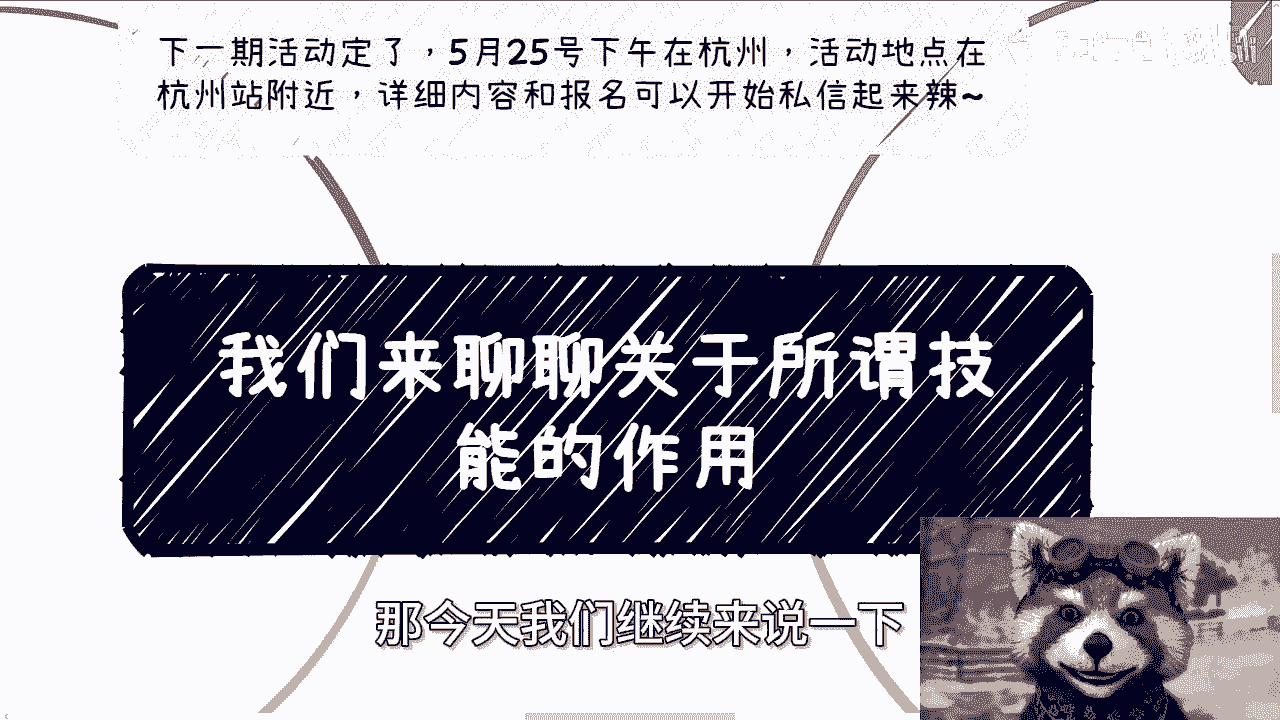 下一期活动定了，5月25号下午在杭州，活动地点在
杭州站附近，详细内容和报名可以开始私信起来辣~
我们来聊聊关于所谓技
能的作用
那今天我们继续来说一下